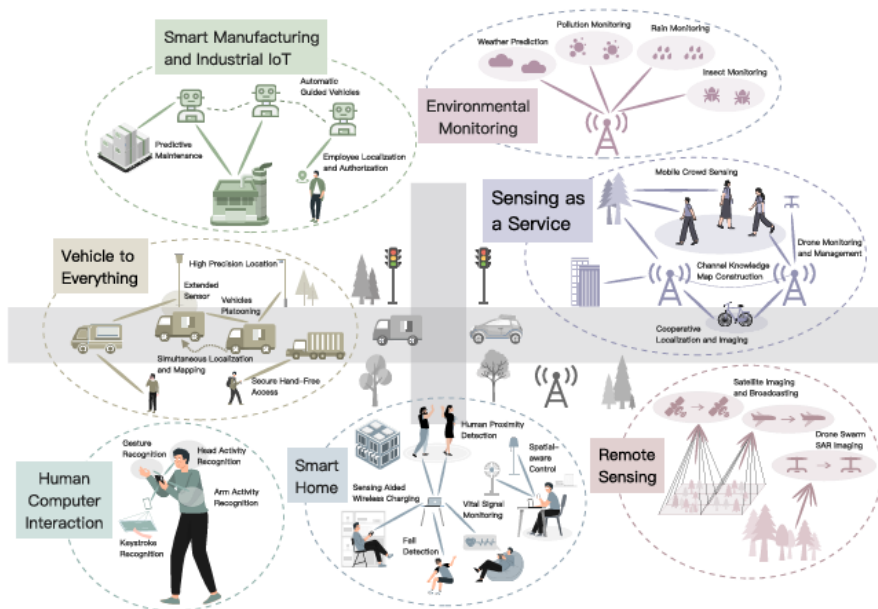 Smart Manufacturing
and Industrial IoT
Automatic
Guided Vehicles
Predictive
Maintenance
Employee Localization
and Authorization
Environmental
Monitoring
Weather Prediction
Pollution Monitoring
Rain Monitoring
Insect Monitoring
Sensing as
a Service
Mobile Crowd Sensing
Drone Monitoring
and Management
Channel Knowledge
Map Construction
Cooperative
Localization and Imaging
Vehicle to
Everything
High Precision Location
Extended
Sensor
Vehicles
Platooning
Simultaneous Localization
and Mapping
Secure Hand-Free
Access
Human
Computer
Interaction
Gesture
Recognition
Head Activity
Recognition
Arm Activity
Recognition
Keystroke
Recognition
Smart
Home
Human Proximity
Detection
Spatial-
aware
Control
Sensing Aided
Wireless Charging
Vital Signal
Monitoring
Fall
Detection
Remote
Sensing
Satellite Imaging
and Broadcasting
Drone Swarm
SAR Imaging